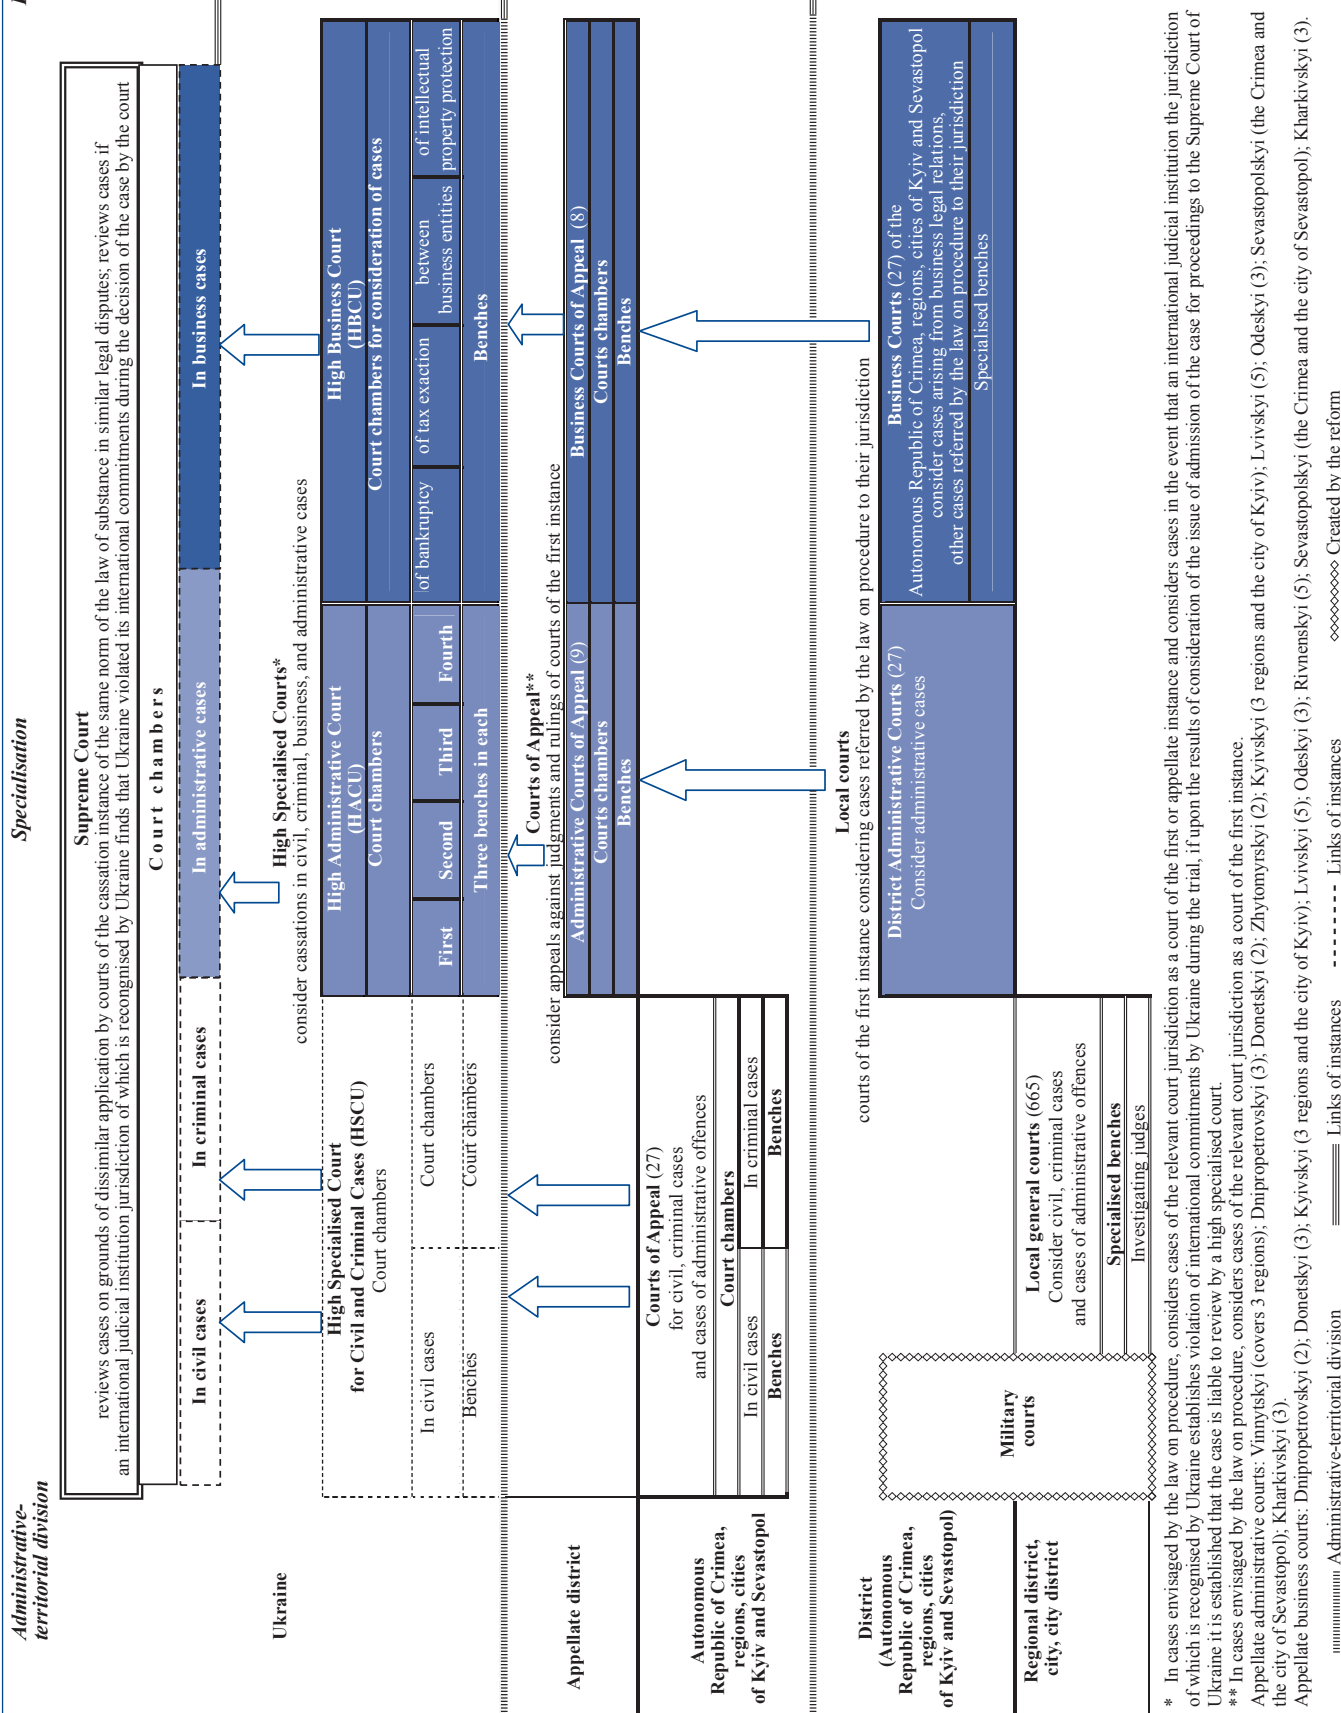 Administrative-
territorial division
Specialisation
Supreme Court
reviews cases on grounds of dissimilar application by courts of the cassation instance of the same norm of the law of substance in similar legal disputes; reviews cases if
an international judicial institution jurisdiction of which is recongnised by Ukraine finds that Ukraine violated its international commitments during the decision of the case by the court
Court chambers
In civil cases
In criminal cases
In administrative cases
In business cases
Ukraine
High Specialised Courts*
consider cassations in civil, criminal, business, and administrative cases
High Specialised Court
for Civil and Criminal Cases (HSCU)
Court chambers
In civil cases
Court chambers
Benches
Court chambers
High Administrative Court
(HACU)
Court chambers
First
Second
Third
Fourth
Three benches in each
High Business Court
(HBCU)
Court chambers for consideration of cases
of bankruptcy
of tax exaction
between
business entities
of intellectual
property protection
Benches
Appellate district
Courts of Appeal**
consider appeals against judgments and rulings of courts of the first instance
Administrative Courts of Appeal (9)
Courts chambers
Benches
Business Courts of Appeal (8)
Courts chambers
Benches
Autonomous
Republic of Crimea,
regions, cities
of Kyiv and Sevastopol
Courts of Appeal (27)
for civil, criminal cases
and cases of administrative offences
Court chambers
In civil cases
In criminal cases
Benches
Benches
Local courts
courts of the first instance considering cases referred by the law on procedure to their jurisdiction
District
(Autonomous
Republic of Crimea,
regions, cities
of Kyiv and Sevastopol)
District Administrative Courts (27)
Consider administrative cases
Business Courts (27) of the
Autonomous Republic of Crimea, regions, cities of Kyiv and Sevastopol
consider cases arising from business legal relations,
other cases referred by the law on procedure to their jurisdiction
Specialised benches
Regional district,
city, city district
Military
courts
Local general courts (665)
Consider civil, criminal cases
and cases of administrative offences
Specialised benches
Investigating judges
* In cases envisaged by the law on procedure, considers cases of the relevant court jurisdiction as a court of the first or appellate instance and considers cases in the event that an international judicial institution the jurisdiction
of which is recognised by Ukraine establishes violation of international commitments by Ukraine during the trial, if upon the results of consideration of the issue of admission of the case for proceedings to the Supreme Court of
Ukraine it is established that the case is liable to review by a high specialised court.
** In cases envisaged by the law on procedure, considers cases of the relevant court jurisdiction as a court of the first instance.
Appellate administrative courts: Vinnytskyi (covers 3 regions); Dnipropetrovskyi (3); Donetskyi (2); Zhytomyrskyi (2); Kyivskyi (3 regions and the city of Kyiv); Lvivskyi (5); Odeskyi (3); Sevastopolskyi (the Crimea and
the city of Sevastopol); Kharkivskyi (3).
Appellate business courts: Dnipropetrovskyi (2); Donetskyi (3); Kyivskyi (3 regions and the city of Kyiv); Lvivskyi (5); Odeskyi (3); Rivnenskyi (5); Sevastopolskyi (the Crimea and the city of Sevastopol); Kharkivskyi (3).
Administrative-territorial division
Links of instances
Links of instances
Created by the reform